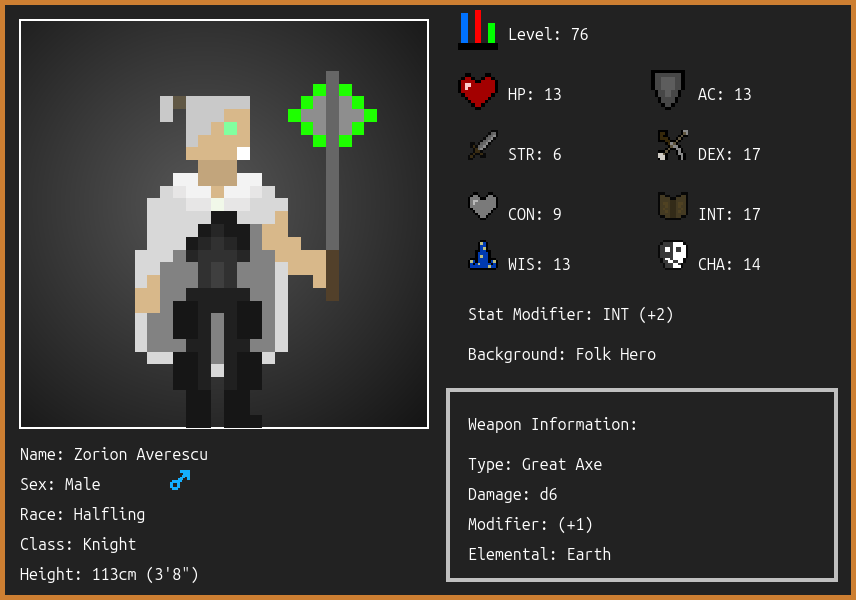 Level: 76
HP: 13
AC: 13
STR: 6
DEX: 17
CON: 9
INT: 17
WIS: 13
CHA: 14
Stat Modifier: INT (+2)
Background: Folk Hero
Weapon Information:
Type: Great Axe
Damage: d6
Modifier: (+1)
Elemental: Earth
Name: Zorion Averescu
Sex: Male
Race: Halfling
Class: Knight
Height: 113cm (3'8")